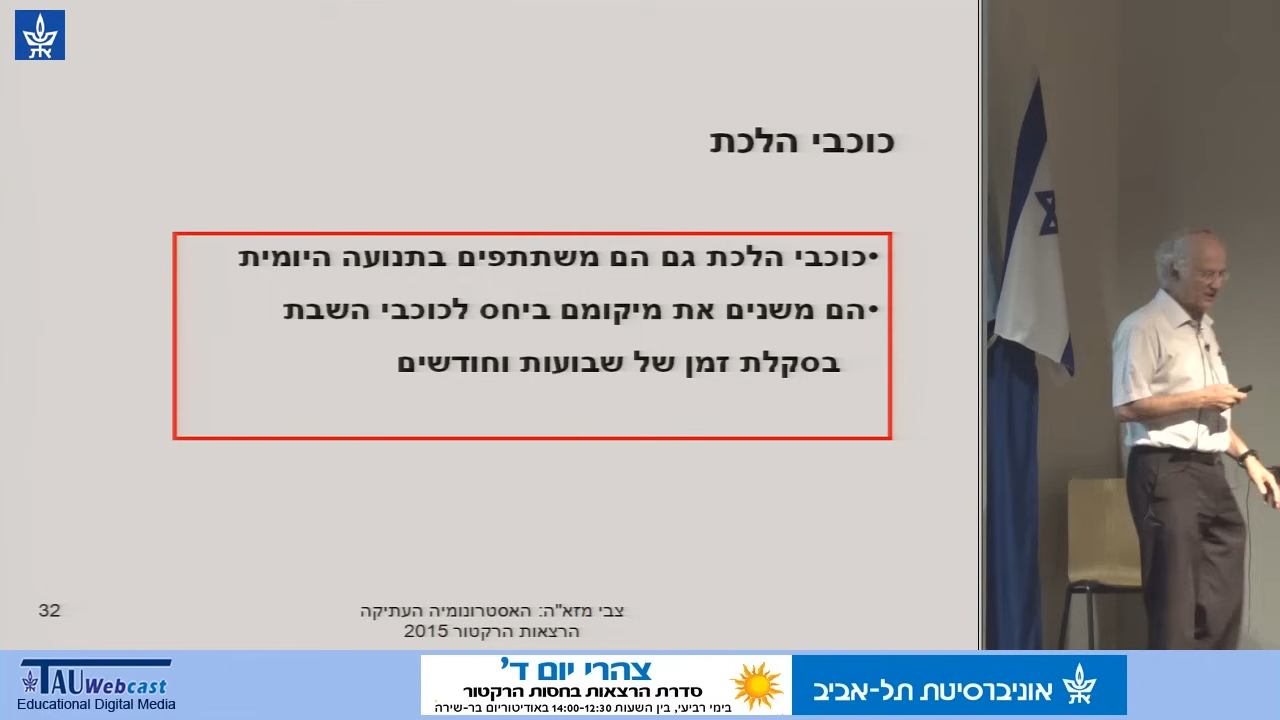 כוכבי הלכת
•כוכבי הלכת גם הם משתתפים בתנועה היומית
•הם משנים את מיקומם ביחס לכוכבי השבת
בסקלת זמן של שבועות וחודשים
צבי מזא"ה: האסטרונומיה העתיקה
הרצאות הרקטור 2015
32
TAU Webcast
Educational Digital Media
צהרי יום ד'
סדרת הרצאות בחסות הרקטור
בימי רביעי, בין השעות 14:00-12:30 באודיטוריום בר-שירה
אוניברסיטת תל-אביב